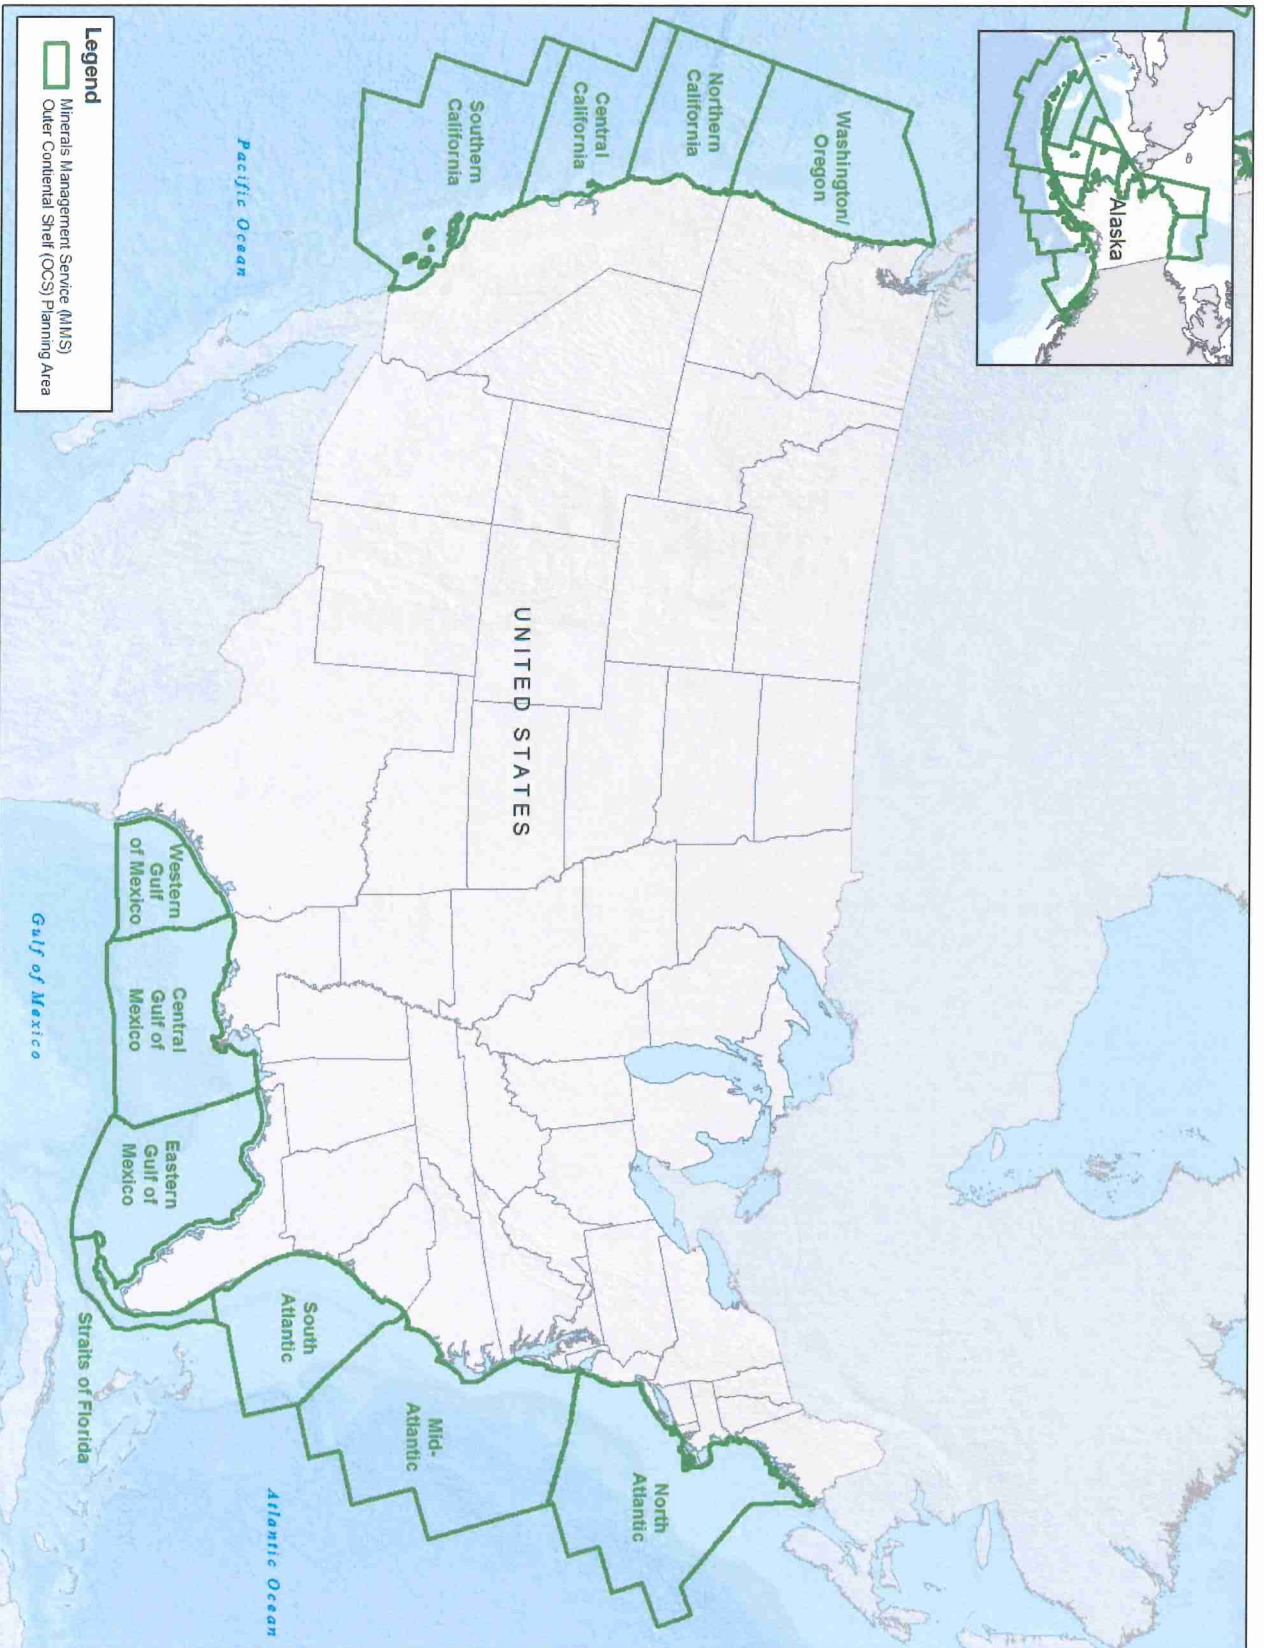 Alaska
Washington/
Oregon
Northern
California
Central
California
Southern
California
Pacific Ocean
UNITED STATES
Western
Gulf
of Mexico
Central
Gulf of
Mexico
Eastern
Gulf of
Mexico
Gulf of Mexico
Straits of Florida
South
Atlantic
Mid-
Atlantic
North
Atlantic
Atlantic Ocean
Legend
Minerals Management Service (MMS)
Outer Contiental Shelf (OCS) Planning Area